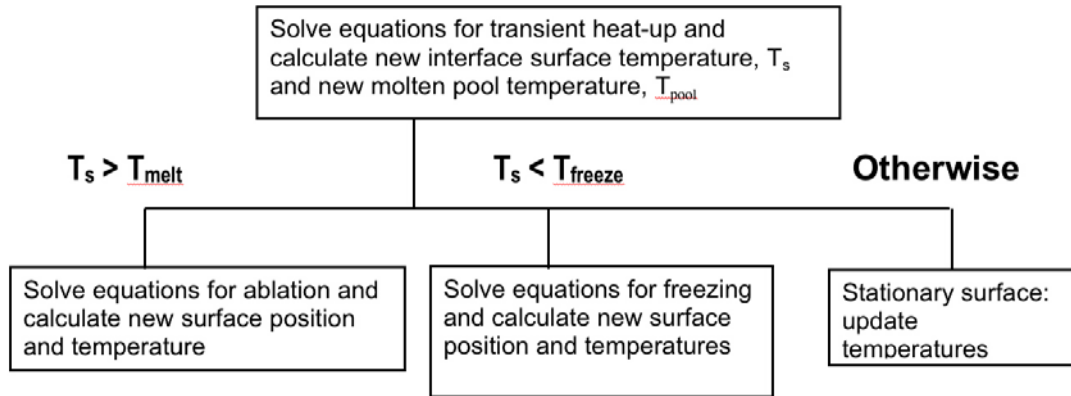 Solve equations for transient heat-up and
calculate new interface surface temperature, Ts
and new molten pool temperature, Tpool
Ts > Tmelt
Ts < Tfreeze
Otherwise
Solve equations for ablation and
calculate new surface position
and temperature
Solve equations for freezing
and calculate new surface
position and temperatures
Stationary surface:
update
temperatures